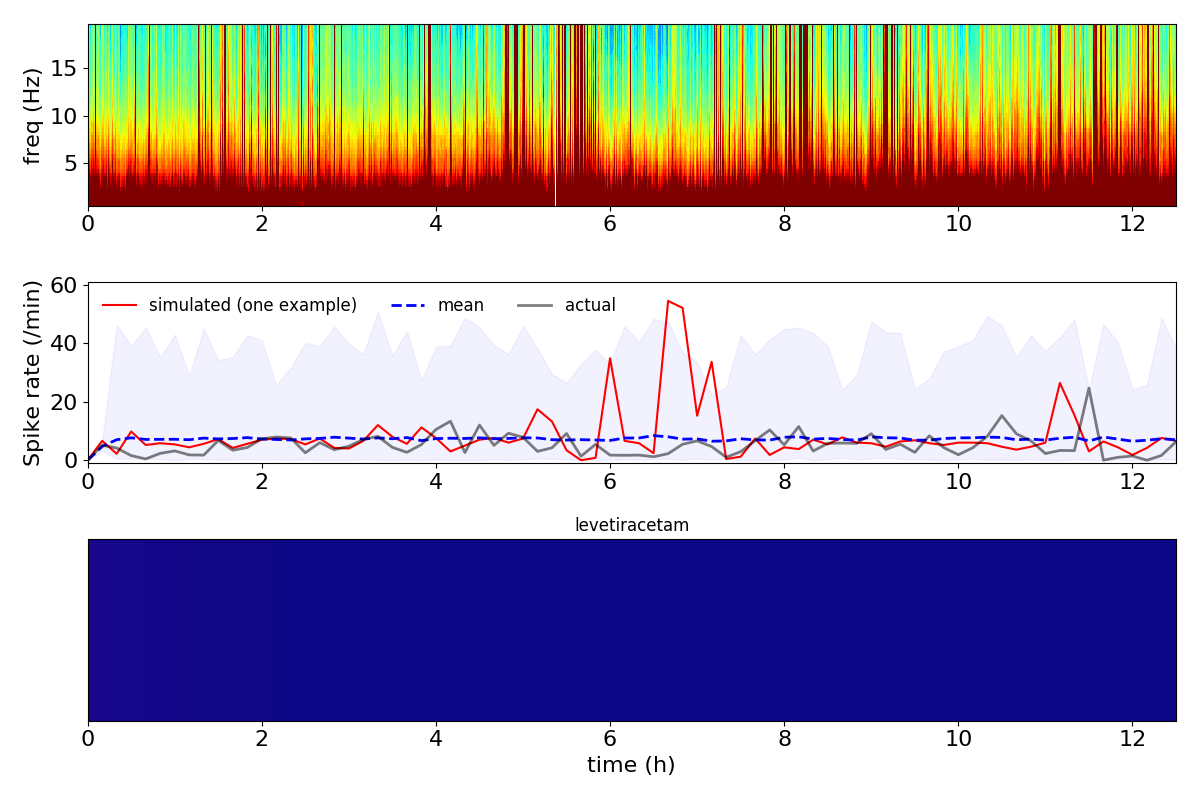 freq (Hz)
15
10
5
0 2 4 6 8 10 12
Spike rate (/min)
60
40
20
0
simulated (one example) mean actual
0 2 4 6 8 10 12
levetiracetam
0 2 4 6 8 10 12
time (h)